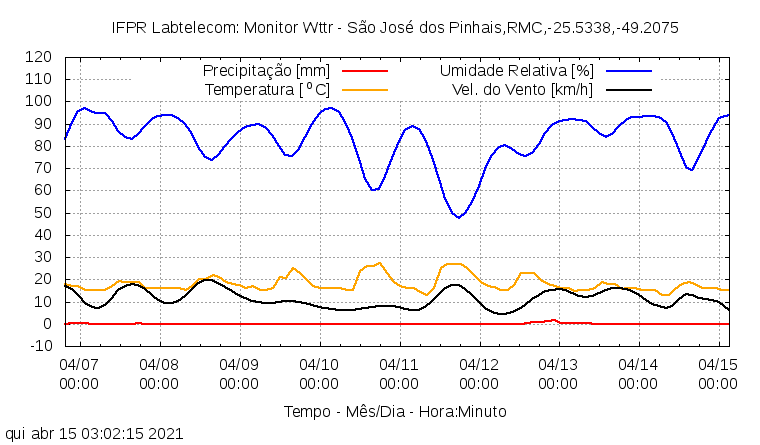 IFPR Labtelecom: Monitor Wttr - São José dos Pinhais,RMC,-25.5338,-49.2075
120
110
100
90
80
70
60
50
40
30
20
10
0
-10
Precipitação [mm] Umidade Relativa [%]
Temperatura [⁰C] Vel. do Vento [km/h]
04/07 04/08 04/09 04/10 04/11 04/12 04/13 04/14 04/15
00:00 00:00 00:00 00:00 00:00 00:00 00:00 00:00 00:00
Tempo - Mês/Dia - Hora:Minuto
qui abr 15 03:02:15 2021